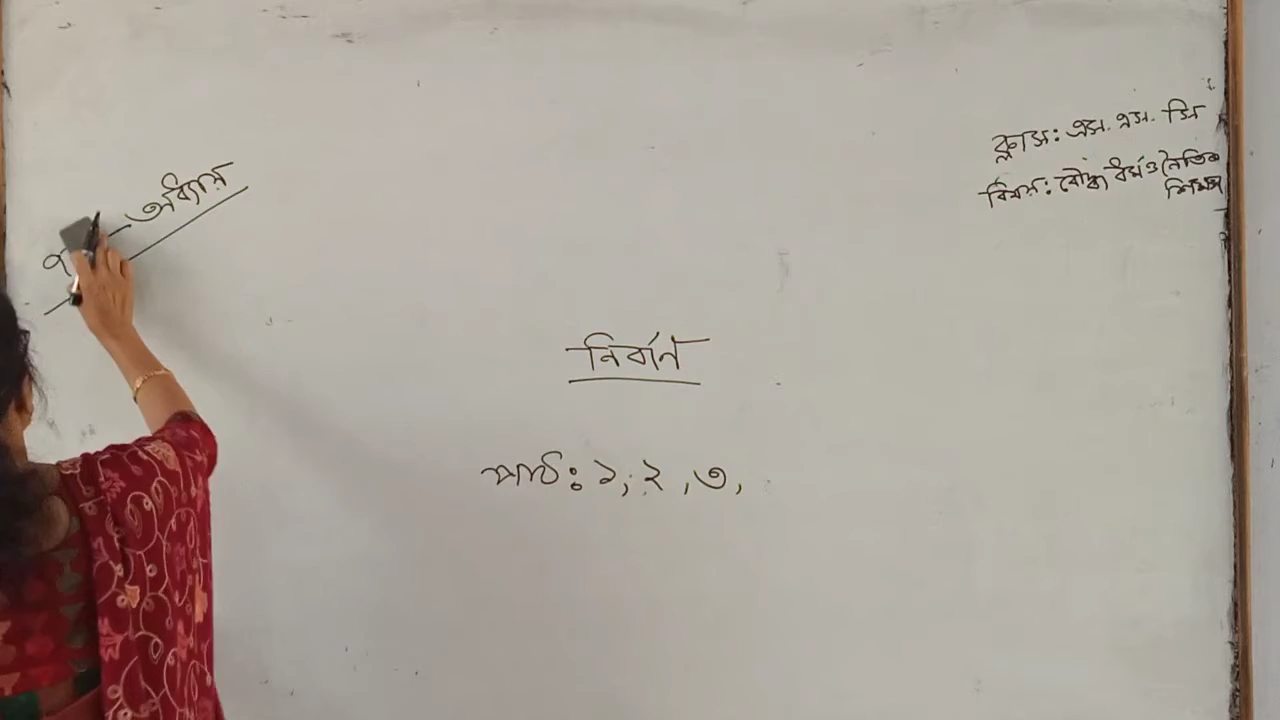 অধ্যায়
ক্লাস: এস. এস. সি
বিষয়: বৌদ্ধ ধর্ম ও নৈতিক
শিক্ষা
নির্বাণ
পাঠ: ১, ২, ৩,